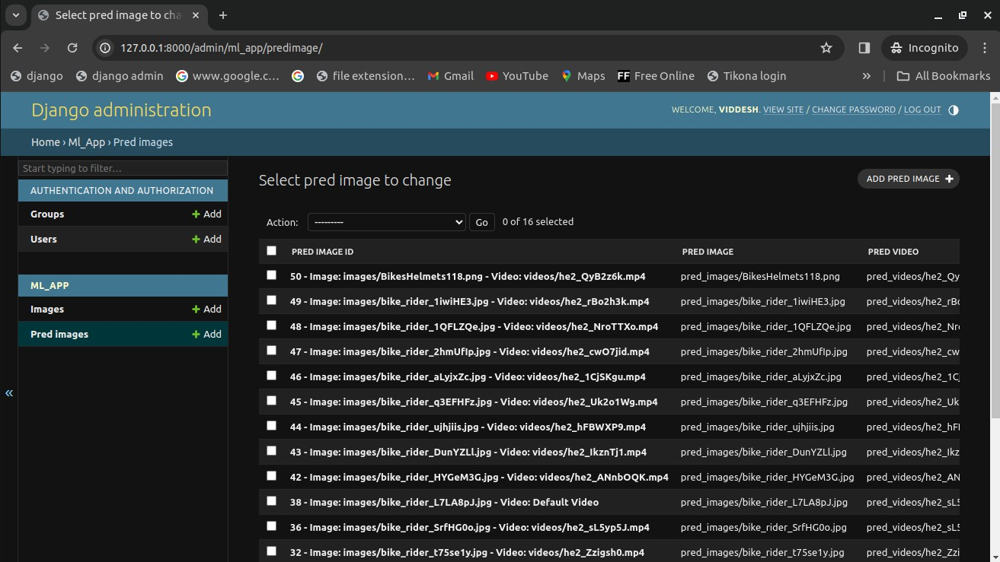 Select pred image to cha
127.0.0.1:8000/admin/ml_app/predimage/
Incognito
django
django admin
www.google.c...
file extension...
Gmail
YouTube
Maps
FF Free Online
Tikona login
»
All Bookmarks
Django administration
WELCOME, VIDDESH. VIEW SITE / CHANGE PASSWORD / LOG OUT
Home › Ml_App › Pred images
Start typing to filter...
AUTHENTICATION AND AUTHORIZATION
Groups + Add
Users + Add
ML_APP
Images + Add
Pred images + Add
«
Select pred image to change
ADD PRED IMAGE +
Action: --------- Go 0 of 16 selected
PRED IMAGE ID PRED IMAGE PRED VIDEO
50 - Image: images/BikesHelmets118.png - Video: videos/he2_QyB2z6k.mp4 pred_images/BikesHelmets118.png pred_videos/he2_Qy
49 - Image: images/bike_rider_1iwiHE3.jpg - Video: videos/he2_rBo2h3k.mp4 pred_images/bike_rider_1iwiHE3.jpg pred_videos/he2_rBo
48 - Image: images/bike_rider_1QFLZQe.jpg - Video: videos/he2_NroTTXo.mp4 pred_images/bike_rider_1QFLZQe.jpg pred_videos/he2_Nro
47 - Image: images/bike_rider_2hmUfIp.jpg - Video: videos/he2_cwO7jid.mp4 pred_images/bike_rider_2hmUfIp.jpg pred_videos/he2_cw
46 - Image: images/bike_rider_aLyjxZc.jpg - Video: videos/he2_1CjSKgu.mp4 pred_images/bike_rider_aLyjxZc.jpg pred_videos/he2_1Cj
45 - Image: images/bike_rider_q3EFHFz.jpg - Video: videos/he2_Uk2o1Wg.mp4 pred_images/bike_rider_q3EFHFz.jpg pred_videos/he2_Uk
44 - Image: images/bike_rider_ujhjiis.jpg - Video: videos/he2_hFBWXP9.mp4 pred_images/bike_rider_ujhjiis.jpg pred_videos/he2_hFI
43 - Image: images/bike_rider_DunYZLl.jpg - Video: videos/he2_IkznTj1.mp4 pred_images/bike_rider_DunYZLl.jpg pred_videos/he2_Ikz
42 - Image: images/bike_rider_HYGeM3G.jpg - Video: videos/he2_ANnbOQK.mp4 pred_images/bike_rider_HYGeM3G.jpg pred_videos/he2_AN
38 - Image: images/bike_rider_L7LA8pJ.jpg - Video: Default Video pred_images/bike_rider_L7LA8pJ.jpg pred_videos/he2_sL5
36 - Image: images/bike_rider_SrfHG0o.jpg - Video: videos/he2_sL5yp5J.mp4 pred_images/bike_rider_SrfHG0o.jpg pred_videos/he2_sL5
32 - Image: images/bike_rider_t75se1y.jpg - Video: videos/he2_Zzigsh0.mp4 pred_images/bike_rider_t75se1y.jpg pred_videos/he2_Zzi